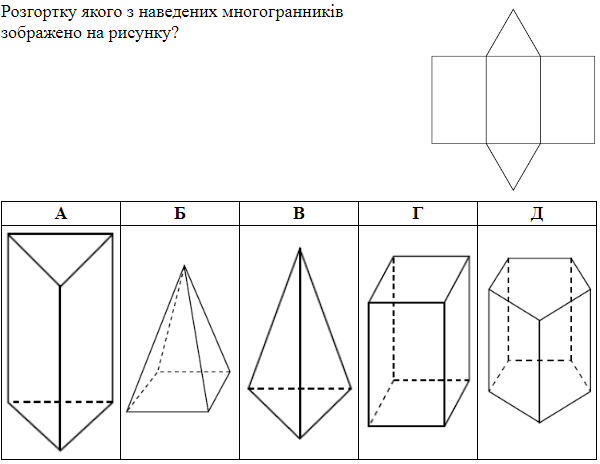 Розгортку якого з наведених многогранників
зображено на рисунку?
А Б В Г Д